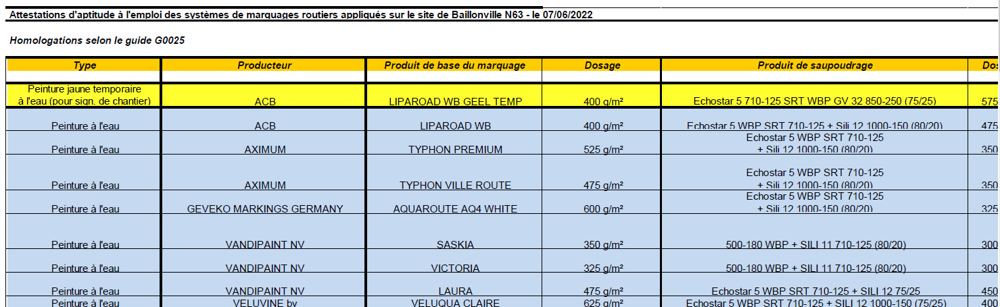 Attestations d'aptitude à l'emploi des systèmes de marquages routiers appliqués sur le site de Baillonville N63 - le 07/06/2022
Homologations selon le guide G0025
Type Producteur Produit de base du marquage Dosage Produit de saupoudrage Dos
Peinture jaune temporaire
à l'eau (pour sign. de chantier) ACB LIPAROAD WB GEEL TEMP 400 g/m² Echostar 5 710-125 SRT WBP GV 32 850-250 (75/25) 575
Peinture à l'eau ACB LIPAROAD WB 400 g/m² Echostar 5 WBP SRT 710-125 + Sili 12 1000-150 (80/20) 475
Echostar 5 WBP SRT 710-125
Peinture à l'eau AXIMUM TYPHON PREMIUM 525 g/m² + Sili 12 1000-150 (80/20) 350
Echostar 5 WBP SRT 710-125
Peinture à l'eau AXIMUM TYPHON VILLE ROUTE 475 g/m² + Sili 12 1000-150 (80/20) 350
Echostar 5 WBP SRT 710-125
Peinture à l'eau GEVEKO MARKINGS GERMANY AQUAROUTE AQ4 WHITE 600 g/m² + Sili 12 1000-150 (80/20) 325
Peinture à l'eau VANDIPAINT NV SASKIA 350 g/m² 500-180 WBP + SILI 11 710-125 (80/20) 300
Peinture à l'eau VANDIPAINT NV VICTORIA 325 g/m² 500-180 WBP + SILI 11 710-125 (80/20) 300
Peinture à l'eau VANDIPAINT NV LAURA 475 g/m² Echostar 5 WBP SRT 710-125 + SILI 12 75/25 450
Peinture à l'eau VELUVINE bv VELUQUA CLAIRE 625 g/m² Echostar 5 WBP SRT 710-125 + SILI 12 1000-150 (75/25) 400